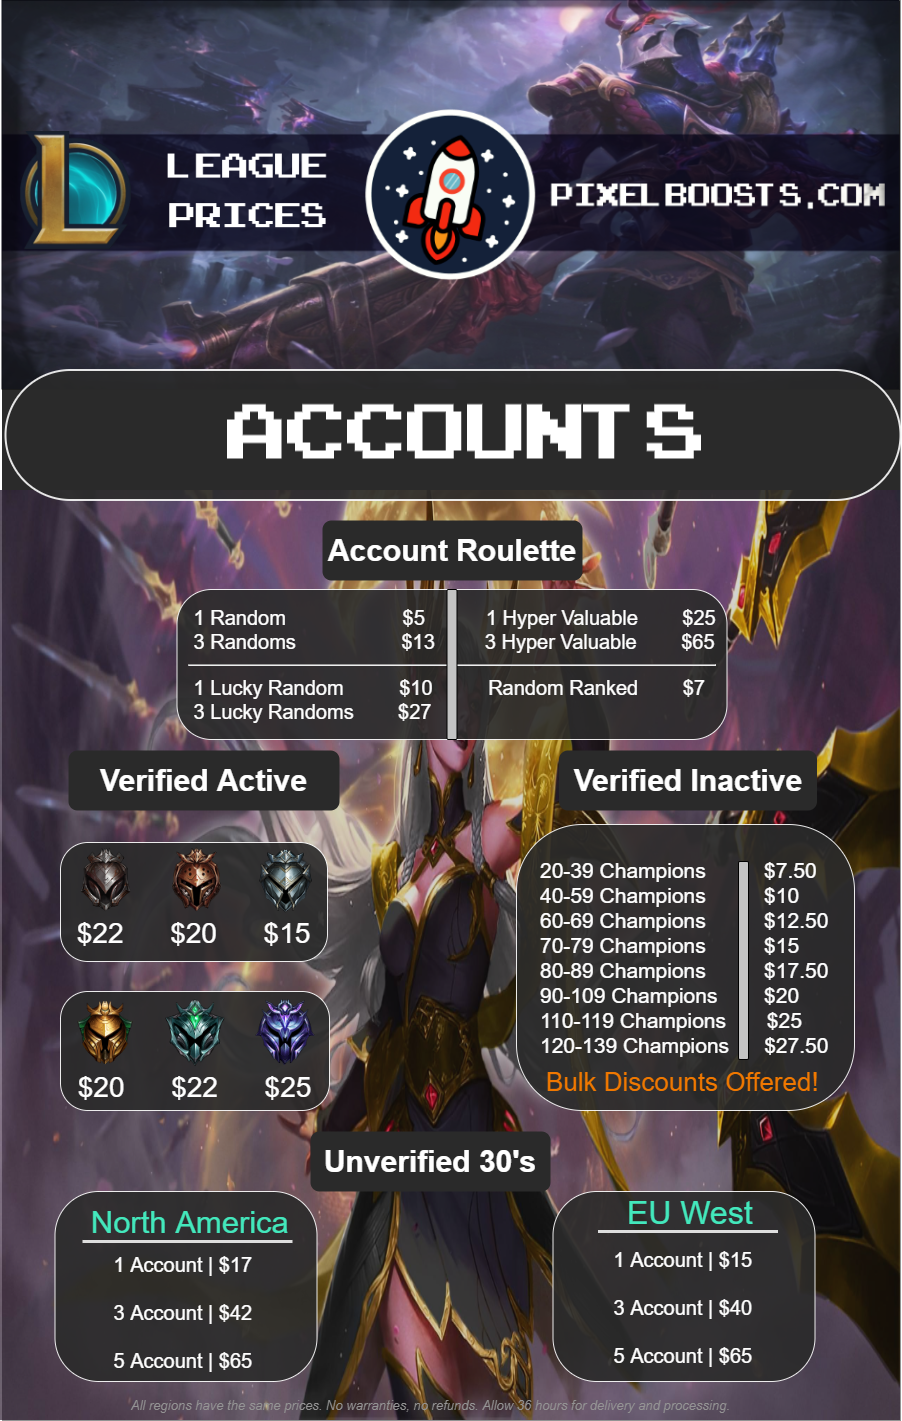 LEAGUE
PRICES
PIXELBOOSTS.COM
ACCOUNTS
Account Roulette
1 Random $5
3 Randoms $13
1 Hyper Valuable $25
3 Hyper Valuable $65
1 Lucky Random $10
3 Lucky Randoms $27
Random Ranked $7
Verified Active
$22 $20 $15
$20 $22 $25
Verified Inactive
20-39 Champions $7.50
40-59 Champions $10
60-69 Champions $12.50
70-79 Champions $15
80-89 Champions $17.50
90-109 Champions $20
110-119 Champions $25
120-139 Champions $27.50
Bulk Discounts Offered!
Unverified 30's
North America
1 Account | $17
3 Account | $42
5 Account | $65
EU West
1 Account | $15
3 Account | $40
5 Account | $65
All regions have the same prices. No warranties, no refunds. Allow 36 hours for delivery and processing.